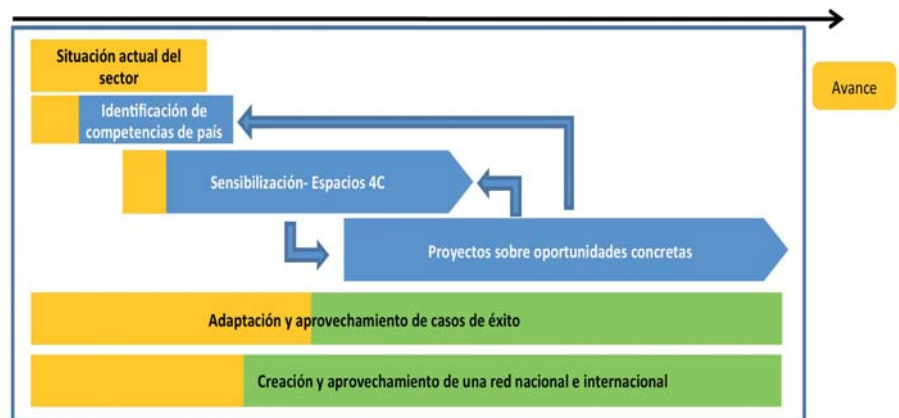 Situación actual del
sector
Avance
Identificación de
competencias de país
Sensibilización- Espacios 4C
Proyectos sobre oportunidades concretas
Adaptación y aprovechamiento de casos de éxito
Creación y aprovechamiento de una red nacional e internacional